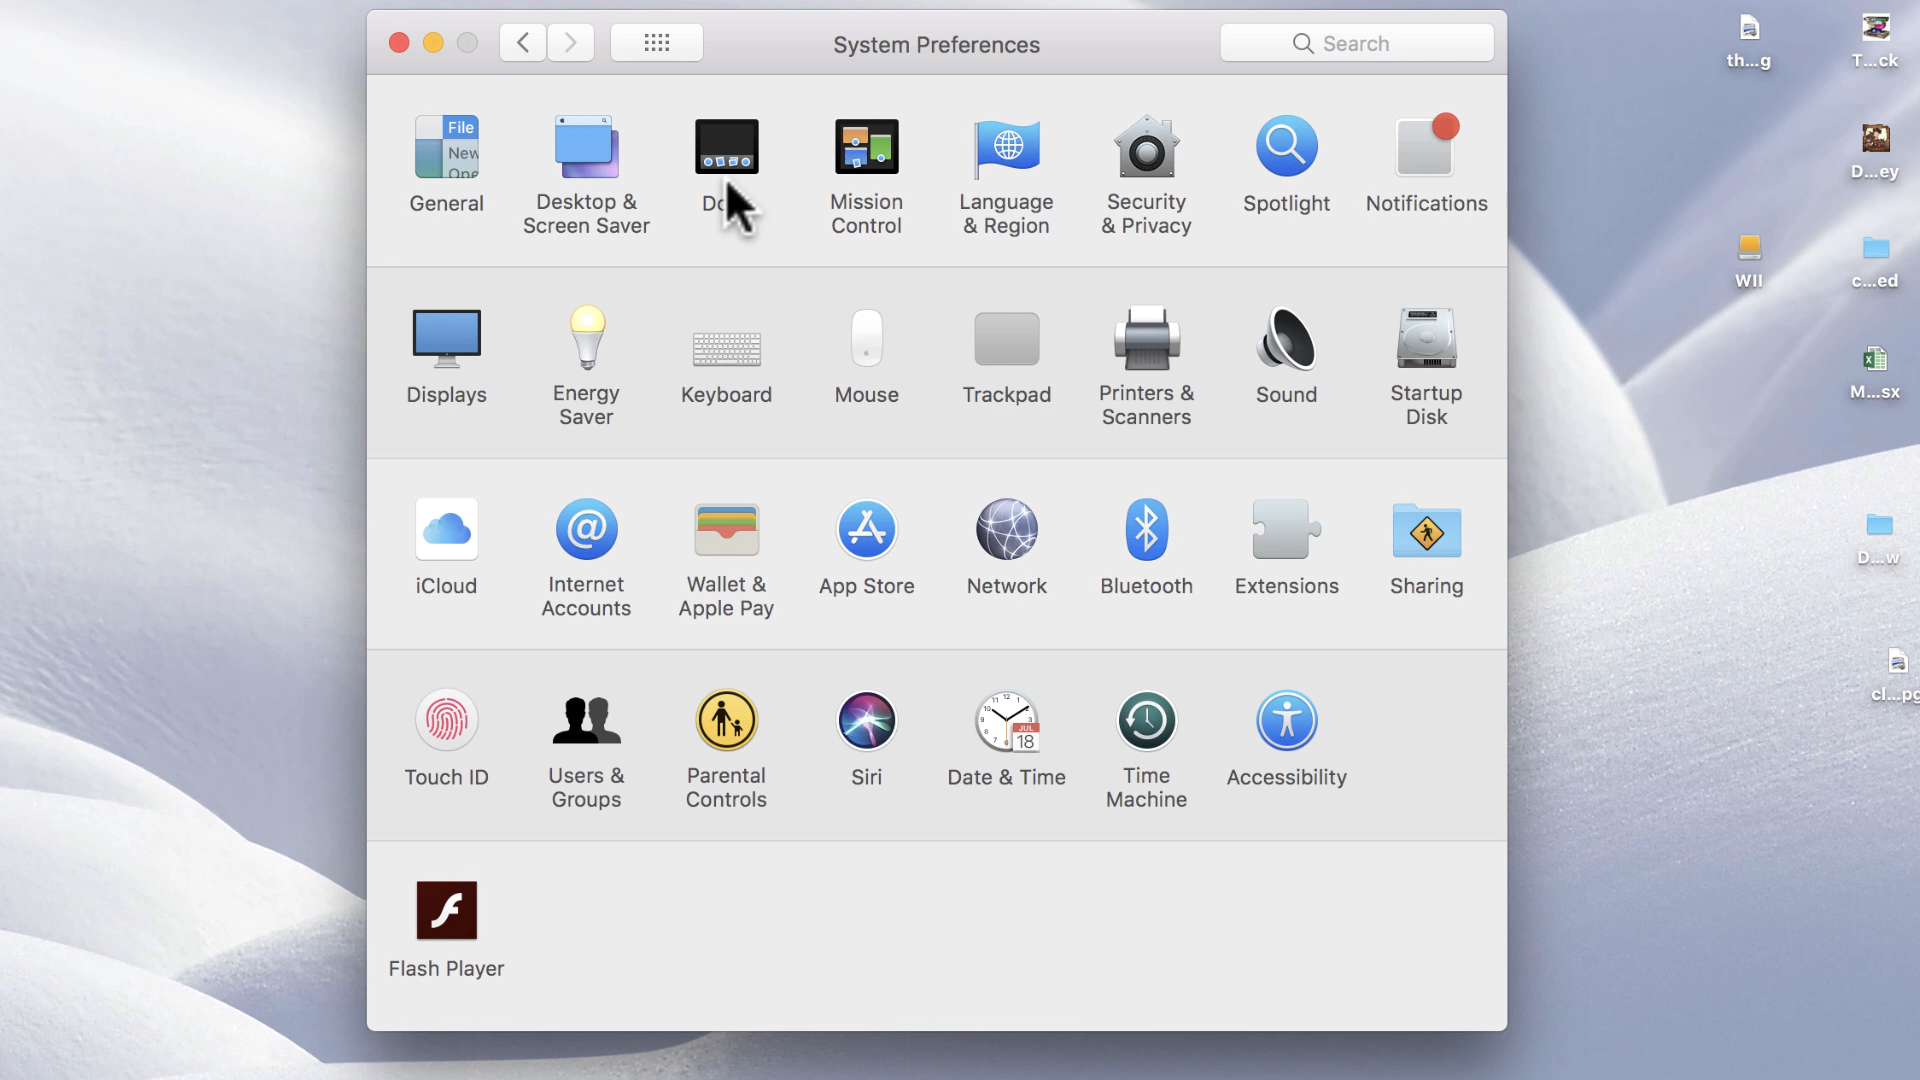 System Preferences
Search
th...g
T...ck
File
New
General
Desktop &
Screen Saver
Mission
Control
Language
& Region
Security
& Privacy
Spotlight
Notifications
D...ey
WII
c...ed
Displays
Energy
Saver
Keyboard
Mouse
Trackpad
Printers &
Scanners
Sound
Startup
Disk
M...sx
iCloud
Internet
Accounts
Wallet &
Apple Pay
App Store
Network
Bluetooth
Extensions
Sharing
D...w
JUL
18
Touch ID
Users &
Groups
Parental
Controls
Siri
Date & Time
Time
Machine
Accessibility
Flash Player